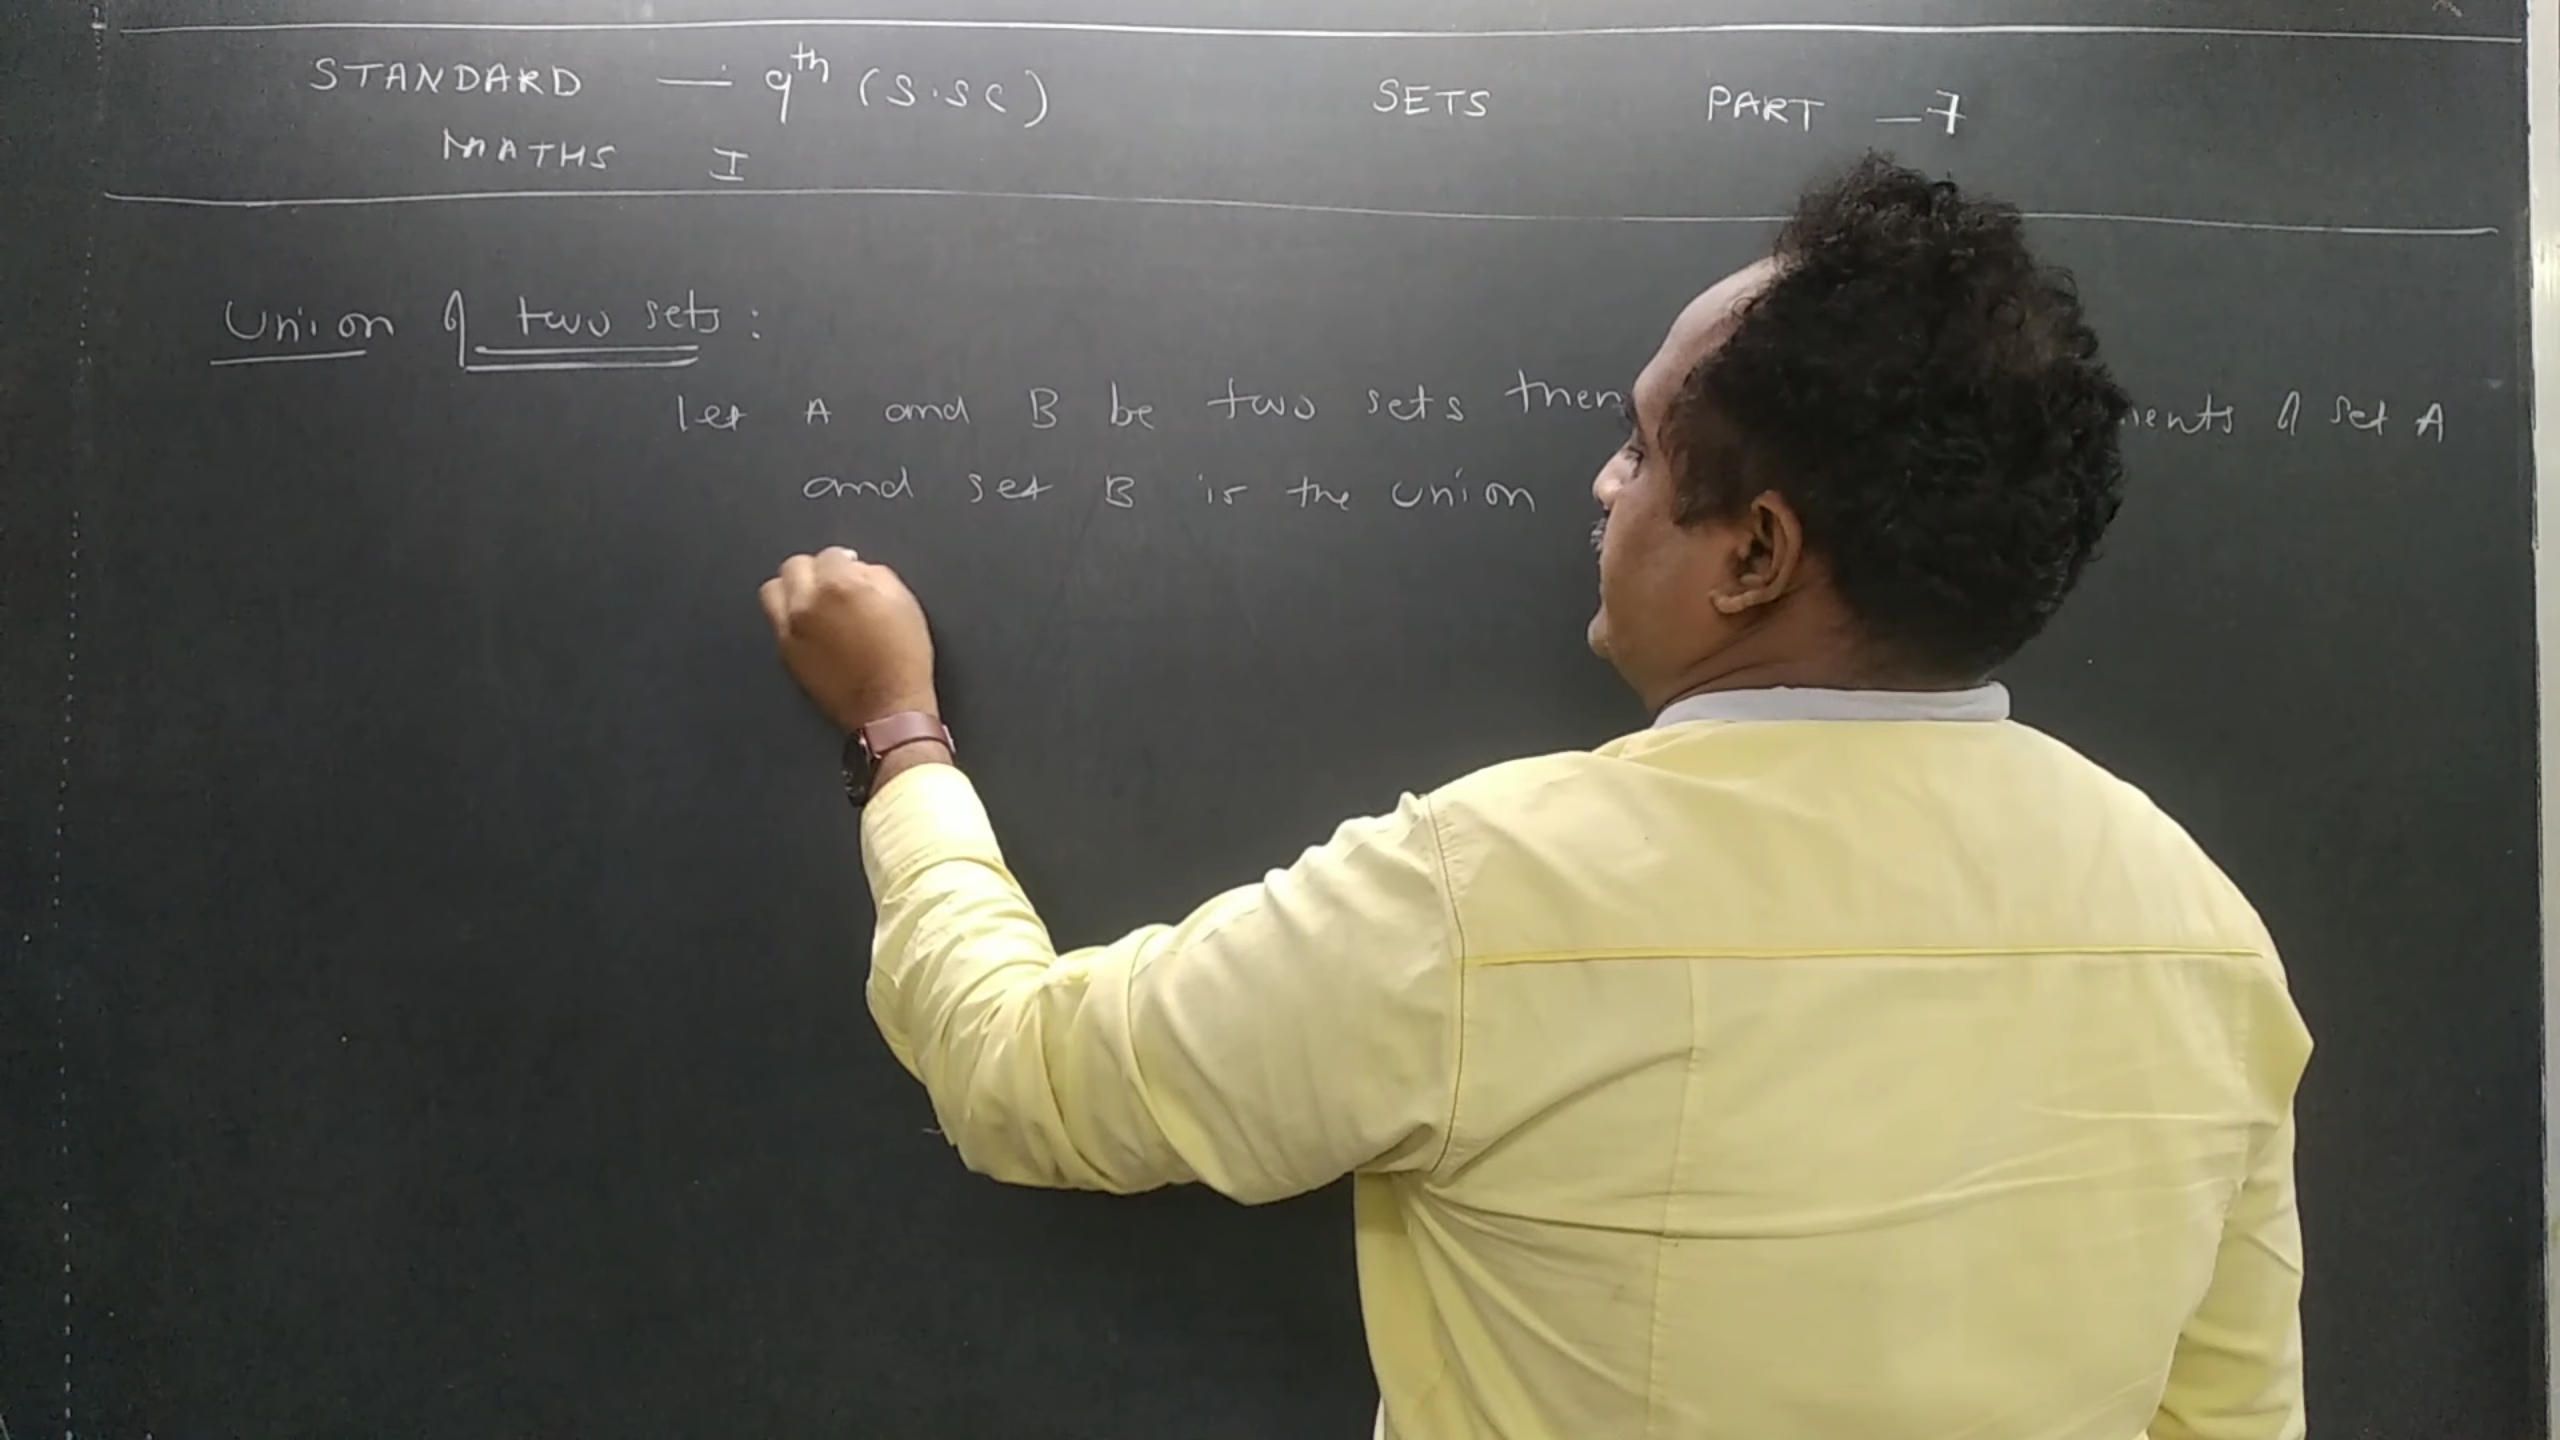 STANDARD — 9th (S.SC) SETS PART - 7
MATHS I
Union of two sets :
Let A and B be two sets then of set A
and set B is the union